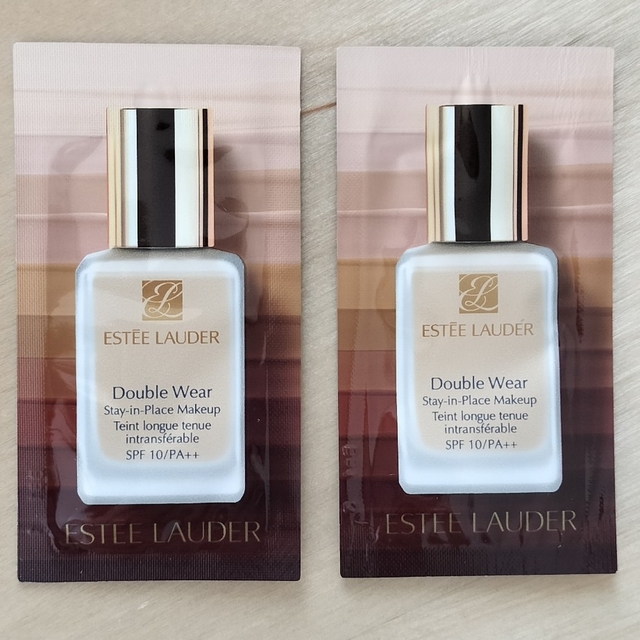 ESTĒE LAUDER
Double Wear
Stay-in-Place Makeup
Teint longue tenue
intransférable
SPF 10/PA++
ESTĒE LAUDER
ESTĒE LAUDER
Double Wear
Stay-in-Place Makeup
Teint longue tenue
intransférable
SPF 10/PA++
ESTĒE LAUDER